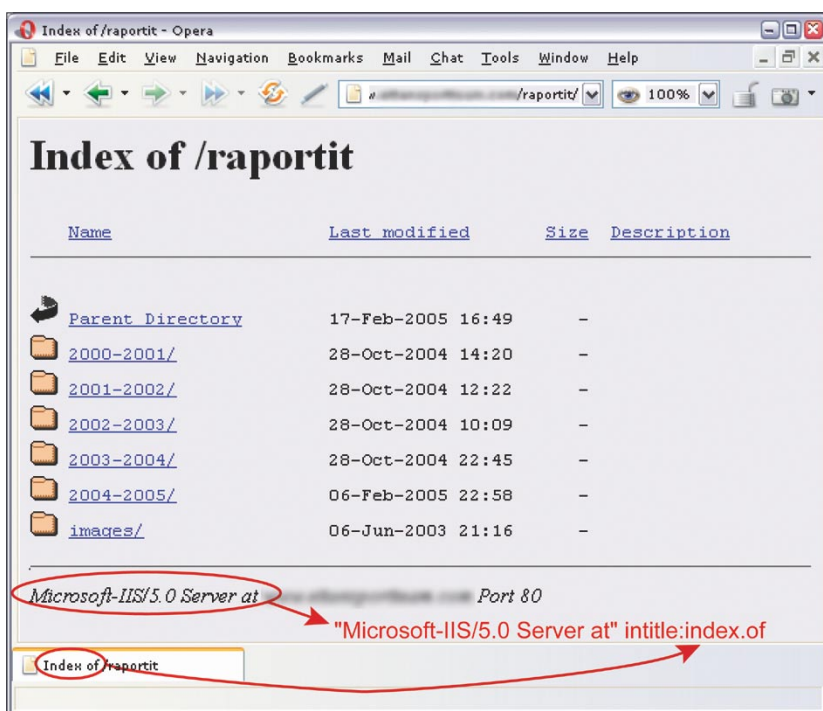 Index of /raportit - Opera
File Edit View Navigation Bookmarks Mail Chat Tools Window Help
/raportit/ 100%
Index of /raportit
Name Last modified Size Description
Parent Directory 17-Feb-2005 16:49 -
2000-2001/ 28-Oct-2004 14:20 -
2001-2002/ 28-Oct-2004 12:22 -
2002-2003/ 28-Oct-2004 10:09 -
2003-2004/ 28-Oct-2004 22:45 -
2004-2005/ 06-Feb-2005 22:58 -
images/ 06-Jun-2003 21:16 -
Microsoft-IIS/5.0 Server at Port 80
"Microsoft-IIS/5.0 Server at" intitle:index.of
Index of /raportit